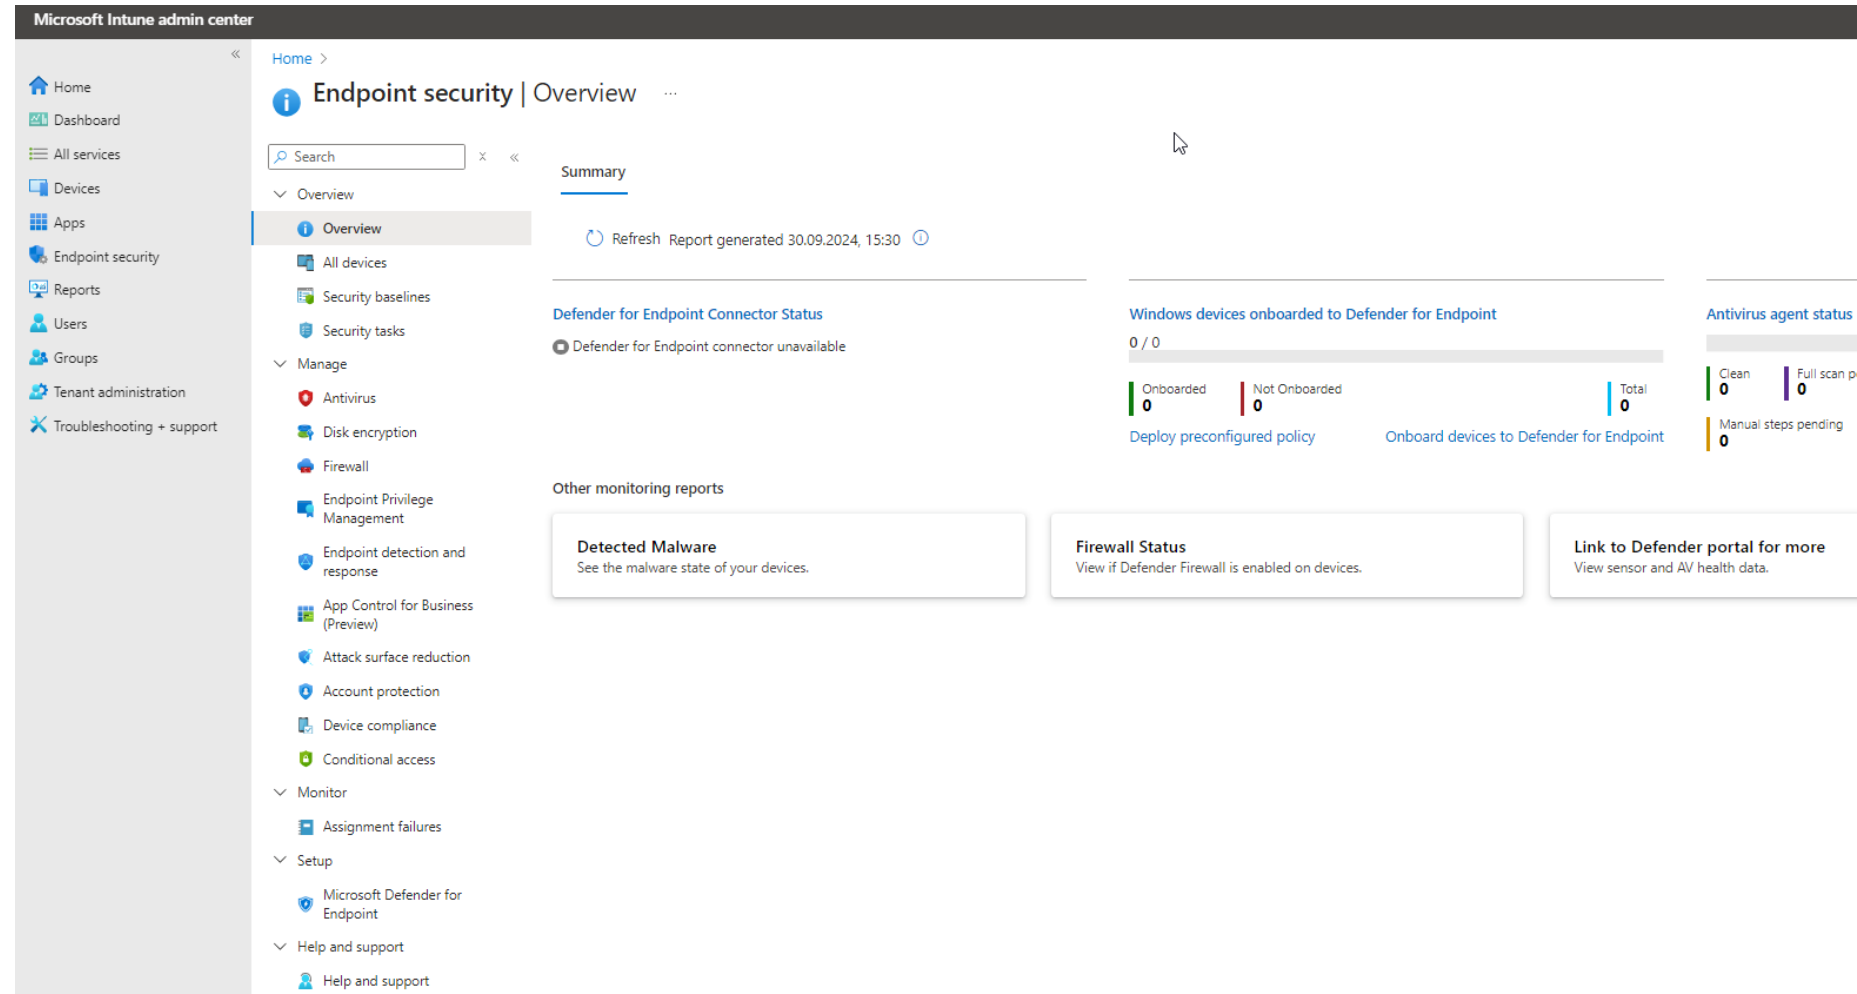 Microsoft Intune admin center
«
Home
Dashboard
All services
Devices
Apps
Endpoint security
Reports
Users
Groups
Tenant administration
Troubleshooting + support
Home >
Endpoint security | Overview ...
Search
«
Overview
Overview
All devices
Security baselines
Security tasks
Manage
Antivirus
Disk encryption
Firewall
Endpoint Privilege
Management
Endpoint detection and
response
App Control for Business
(Preview)
Attack surface reduction
Account protection
Device compliance
Conditional access
Monitor
Assignment failures
Setup
Microsoft Defender for
Endpoint
Help and support
Help and support
Summary
Refresh Report generated 30.09.2024, 15:30
Defender for Endpoint Connector Status
Defender for Endpoint connector unavailable
Windows devices onboarded to Defender for Endpoint
0 / 0
Onboarded
0
Not Onboarded
0
Total
0
Deploy preconfigured policy
Onboard devices to Defender for Endpoint
Antivirus agent status
Clean
0
Full scan p
0
Manual steps pending
0
Other monitoring reports
Detected Malware
See the malware state of your devices.
Firewall Status
View if Defender Firewall is enabled on devices.
Link to Defender portal for more
View sensor and AV health data.